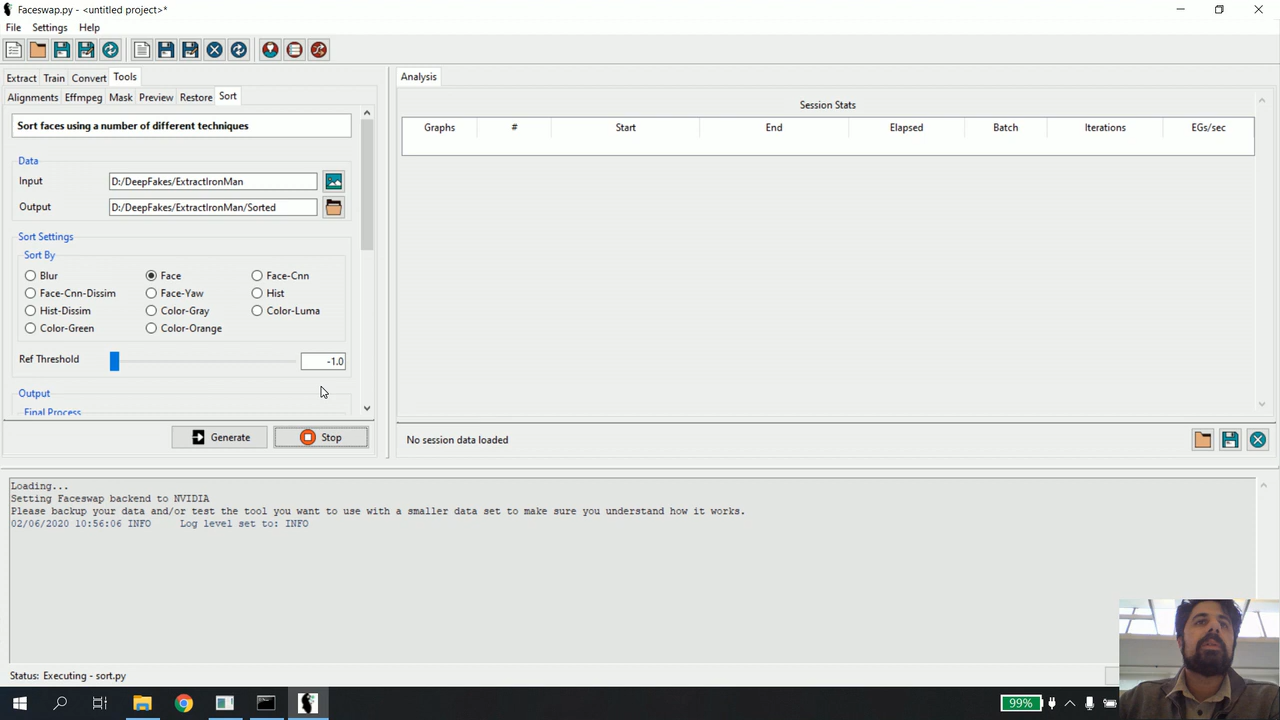 Faceswap.py - <untitled project>*
File Settings Help
Extract Train Convert Tools
Alignments Effmpeg Mask Preview Restore Sort
Sort faces using a number of different techniques
Data
Input D:/DeepFakes/ExtractIronMan
Output D:/DeepFakes/ExtractIronMan/Sorted
Sort Settings
Sort By
Blur Face Face-Cnn
Face-Cnn-Dissim Face-Yaw Hist
Hist-Dissim Color-Gray Color-Luma
Color-Green Color-Orange
Ref Threshold -1.0
Output
Final Process
Generate Stop
Analysis
Session Stats
Graphs # Start End Elapsed Batch Iterations EGs/sec
No session data loaded
Loading...
Setting Faceswap backend to NVIDIA
Please backup your data and/or test the tool you want to use with a smaller data set to make sure you understand how it works.
02/06/2020 10:56:06 INFO Log level set to: INFO
Status: Executing - sort.py
99%